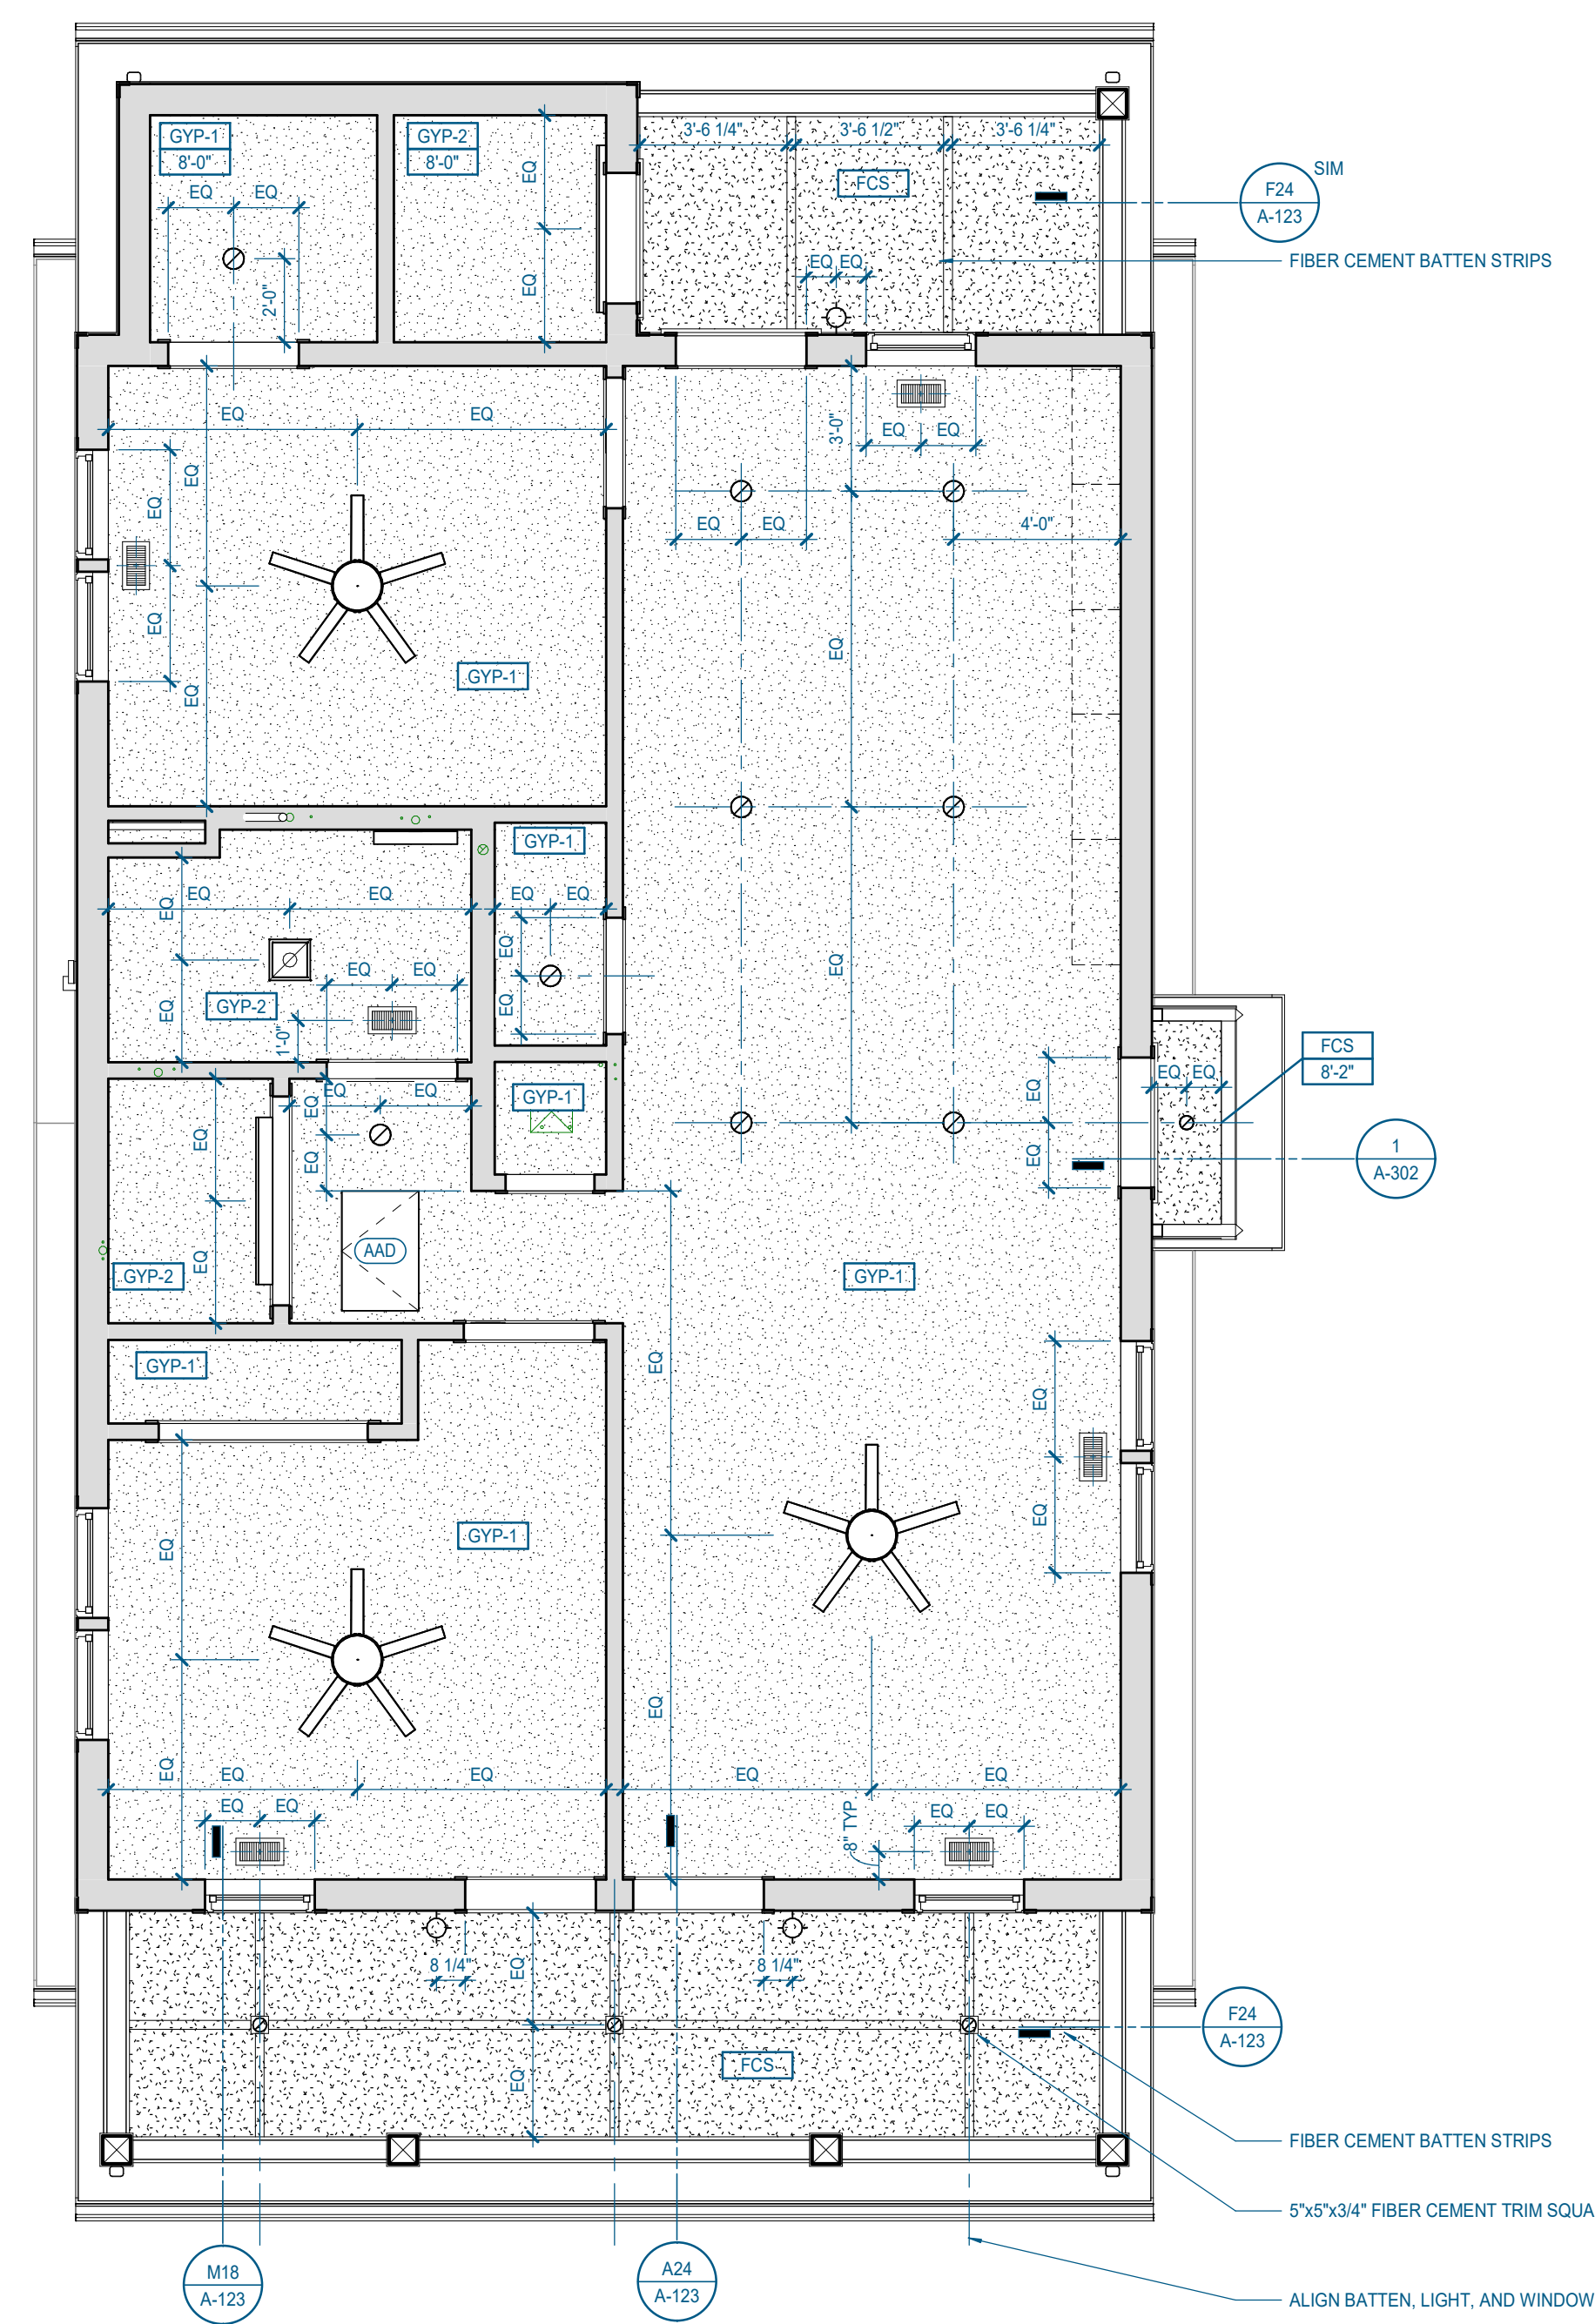 GYP-1
8'-0"
GYP-2
8'-0"
3'-6 1/4"
3'-6 1/2"
3'-6 1/4"
FCS
SIM
F24
A-123
FIBER CEMENT BATTEN STRIPS
EQ
EQ
EQ
EQ
2'-0"
EQ EQ
EQ
EQ
EQ
EQ
EQ
EQ
GYP-1
3'-0"
EQ
EQ
EQ
EQ
4'-0"
EQ
EQ
GYP-1
EQ
EQ
EQ
EQ
EQ
EQ
GYP-2
EQ
EQ
1'-0"
EQ
EQ
GYP-1
EQ
EQ
EQ
EQ
EQ
EQ
EQ
EQ
EQ EQ
FCS
8'-2"
1
A-302
GYP-2
AAD
GYP-1
GYP-1
EQ
EQ
GYP-1
EQ
EQ
EQ
EQ
EQ
EQ
EQ
EQ
EQ
EQ
EQ
EQ
8" TYP
EQ
EQ
8 1/4"
EQ
8 1/4"
EQ
FCS
F24
A-123
FIBER CEMENT BATTEN STRIPS
5"x5"x3/4" FIBER CEMENT TRIM SQUA
M18
A-123
A24
A-123
ALIGN BATTEN, LIGHT, AND WINDOW